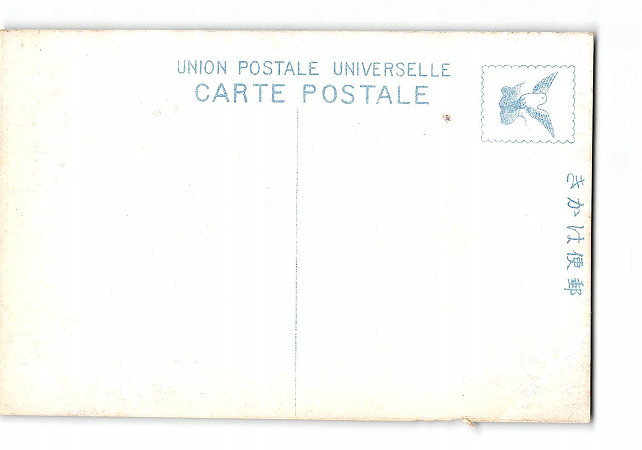 UNION POSTALE UNIVERSELLE
CARTE POSTALE
きかは便郵